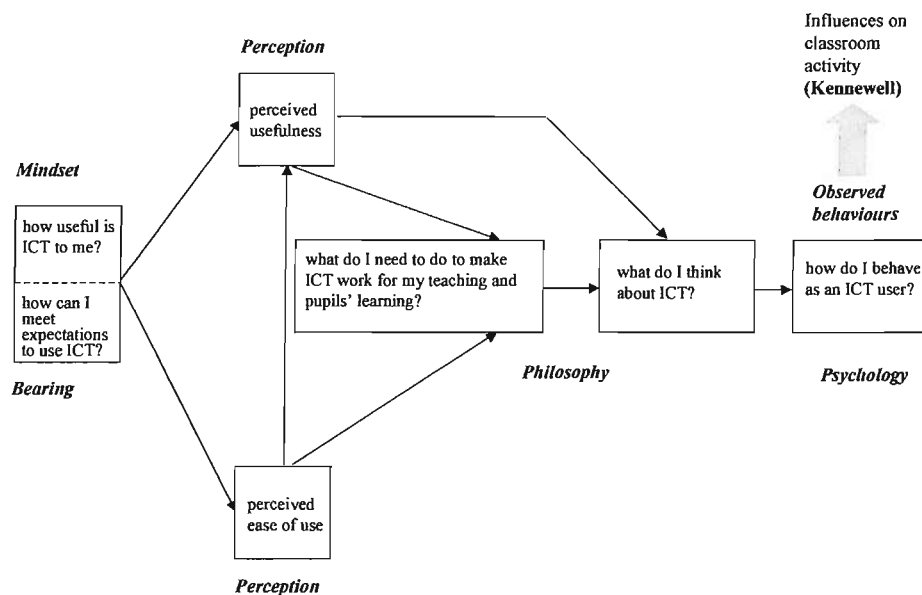 Influences on
classroom
activity
(Kennewell)
Perception
perceived
usefulness
Mindset
Observed
behaviours
how useful is
ICT to me?
how can I
meet
expectations
to use ICT?
what do I need to do to make
ICT work for my teaching and
pupils' learning?
what do I think
about ICT?
how do I behave
as an ICT user?
Bearing
Philosophy
Psychology
perceived
ease of use
Perception